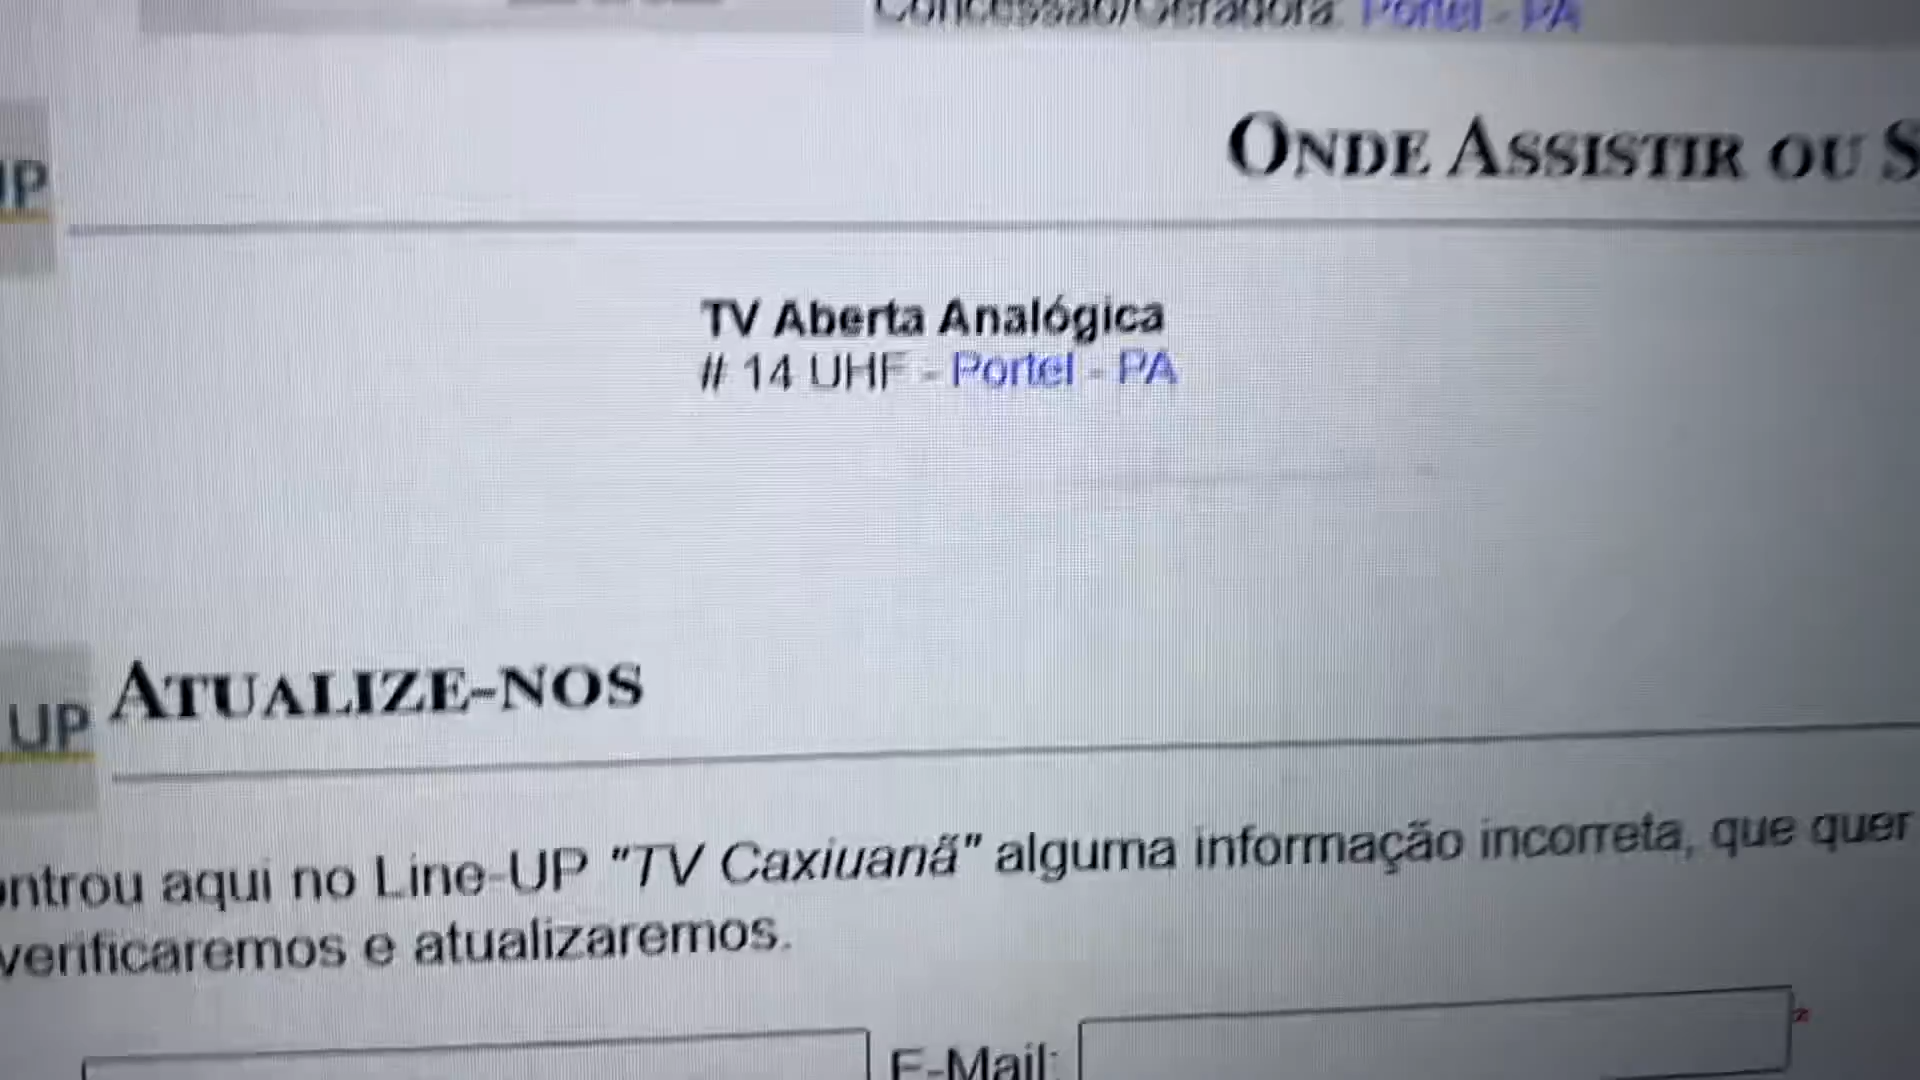 Concessão/Geradora: Portel - PA
UP
ONDE ASSISTIR OU S
TV Aberta Analógica
# 14 UHF - Portel - PA
UP
ATUALIZE-NOS
ontrou aqui no Line-UP "TV Caxiuanã" alguma informação incorreta, que quer
verificaremos e atualizaremos.
E-Mail: